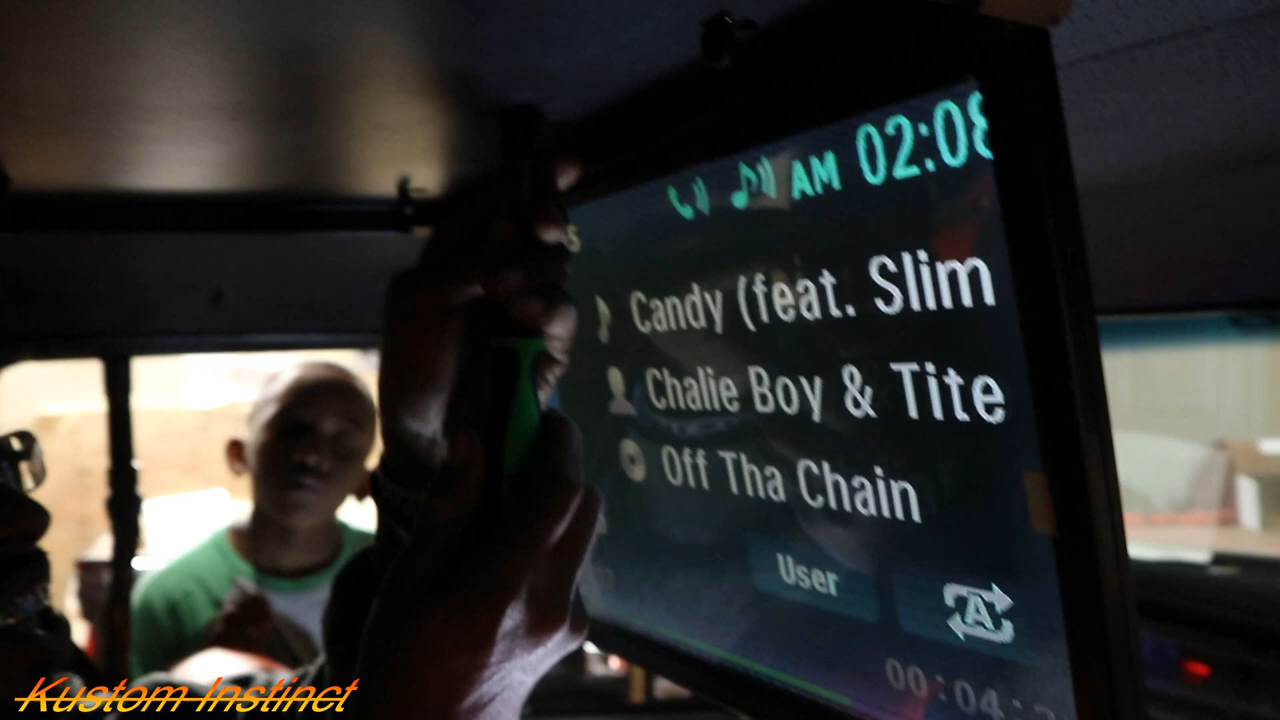 AM 02:08
Candy (feat. Slim
Chalie Boy & Tite
Off Tha Chain
User
A
00:04:
Kustom Instinct